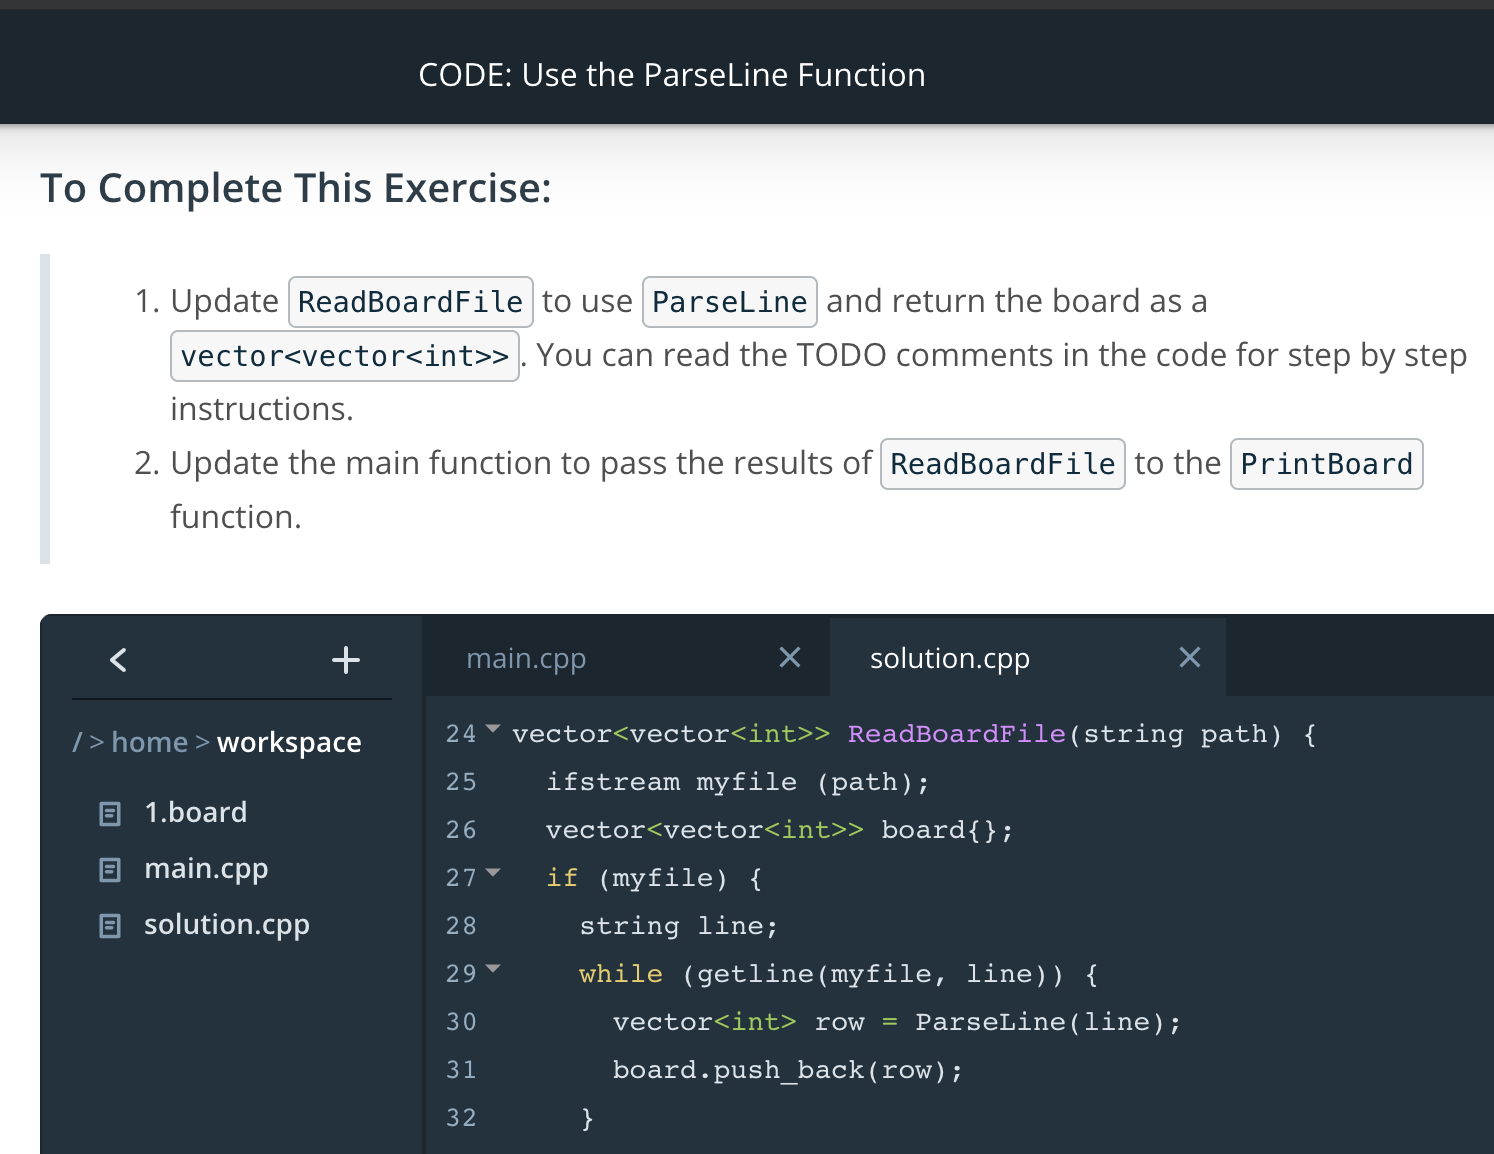 CODE: Use the ParseLine Function
To Complete This Exercise:
1. Update ReadBoardFile to use ParseLine and return the board as a
vector<vector<int>>. You can read the TODO comments in the code for step by step
instructions.
2. Update the main function to pass the results of ReadBoardFile to the PrintBoard
function.
/ > home > workspace
1.board
main.cpp
solution.cpp
main.cpp
solution.cpp
24 vector<vector<int>> ReadBoardFile(string path) {
25 ifstream myfile (path);
26 vector<vector<int>> board{};
27 if (myfile) {
28 string line;
29 while (getline(myfile, line)) {
30 vector<int> row = ParseLine(line);
31 board.push_back(row);
32 }